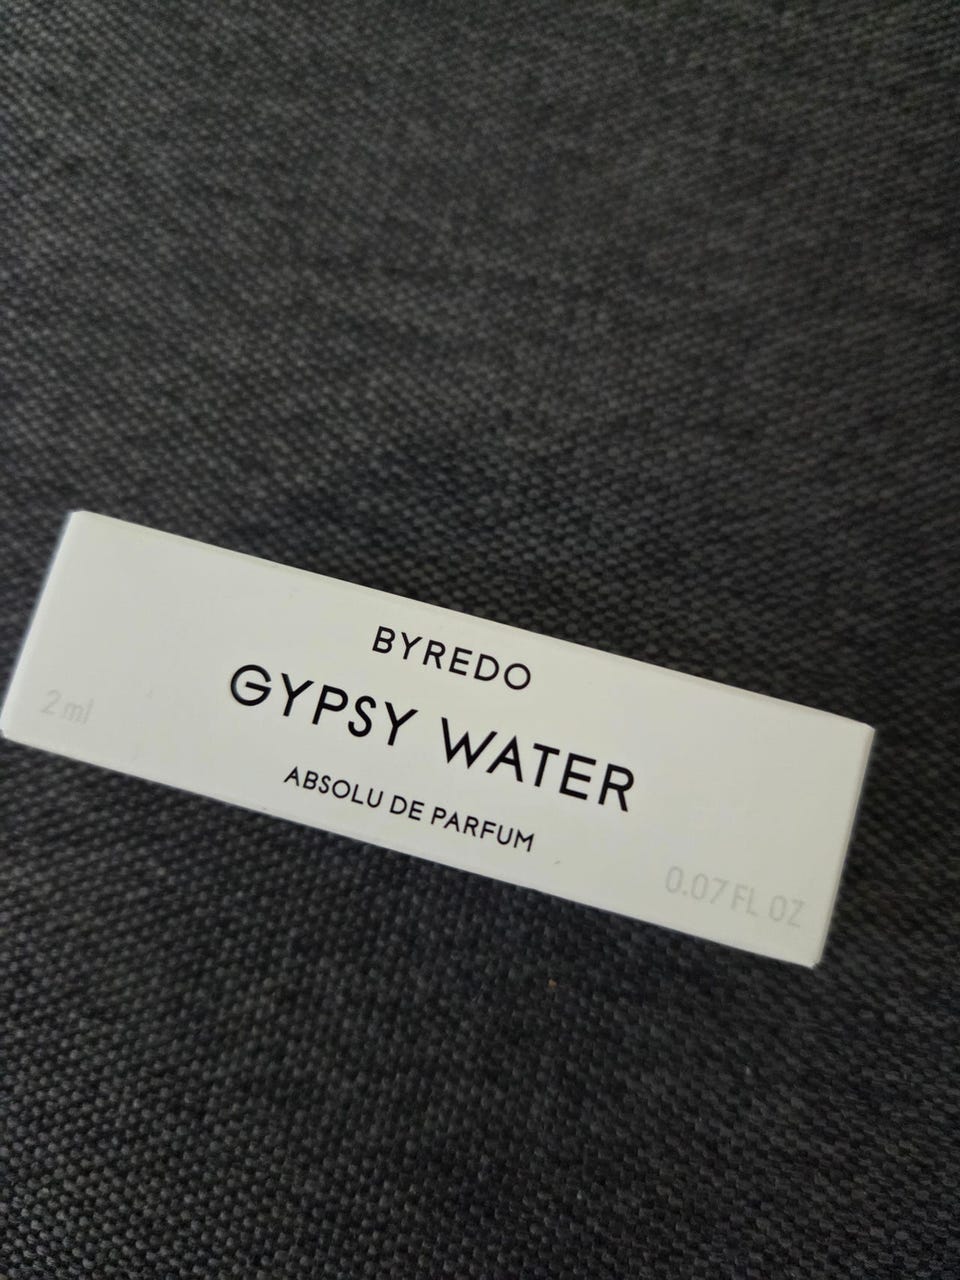 BYREDO
GYPSY WATER
ABSOLU DE PARFUM
2 ml
0.07 FL OZ